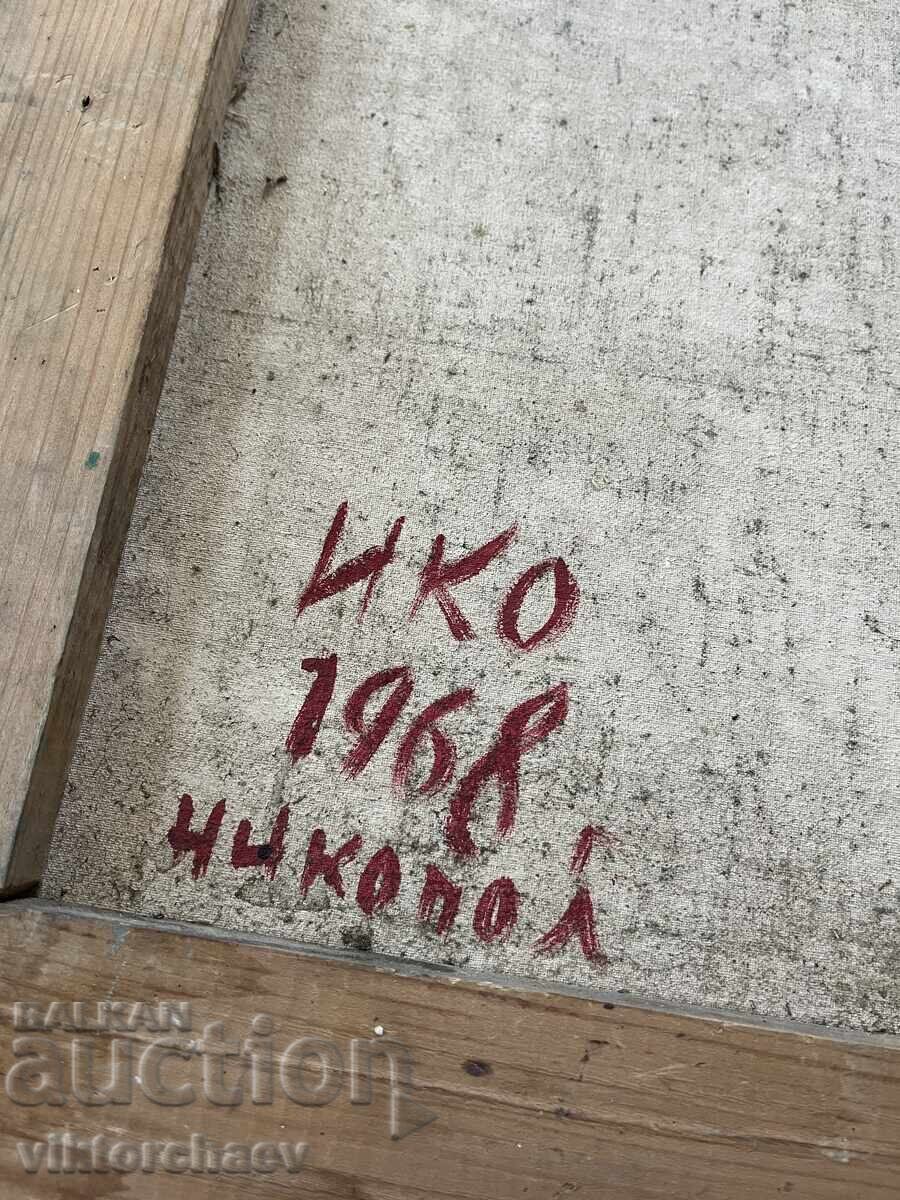 ИКО
1968
никопол
BALKAN
auction
viktorchaev